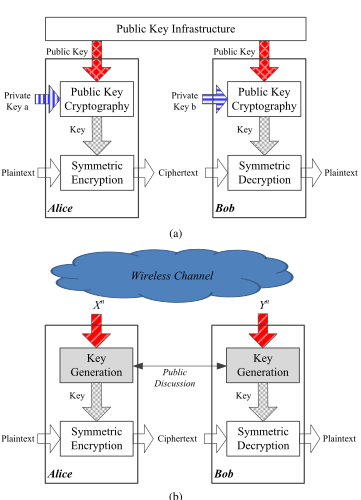 Public Key Infrastructure
Public Key
Public Key
Private
Key a
Public Key
Cryptography
Private
Key b
Public Key
Cryptography
Key
Key
Plaintext
Symmetric
Encryption
Ciphertext
Symmetric
Decryption
Plaintext
Alice
Bob
(a)
Wireless Channel
Xⁿ
Yⁿ
Key
Generation
Public
Discussion
Key
Generation
Key
Key
Plaintext
Symmetric
Encryption
Ciphertext
Symmetric
Decryption
Plaintext
Alice
Bob
(b)